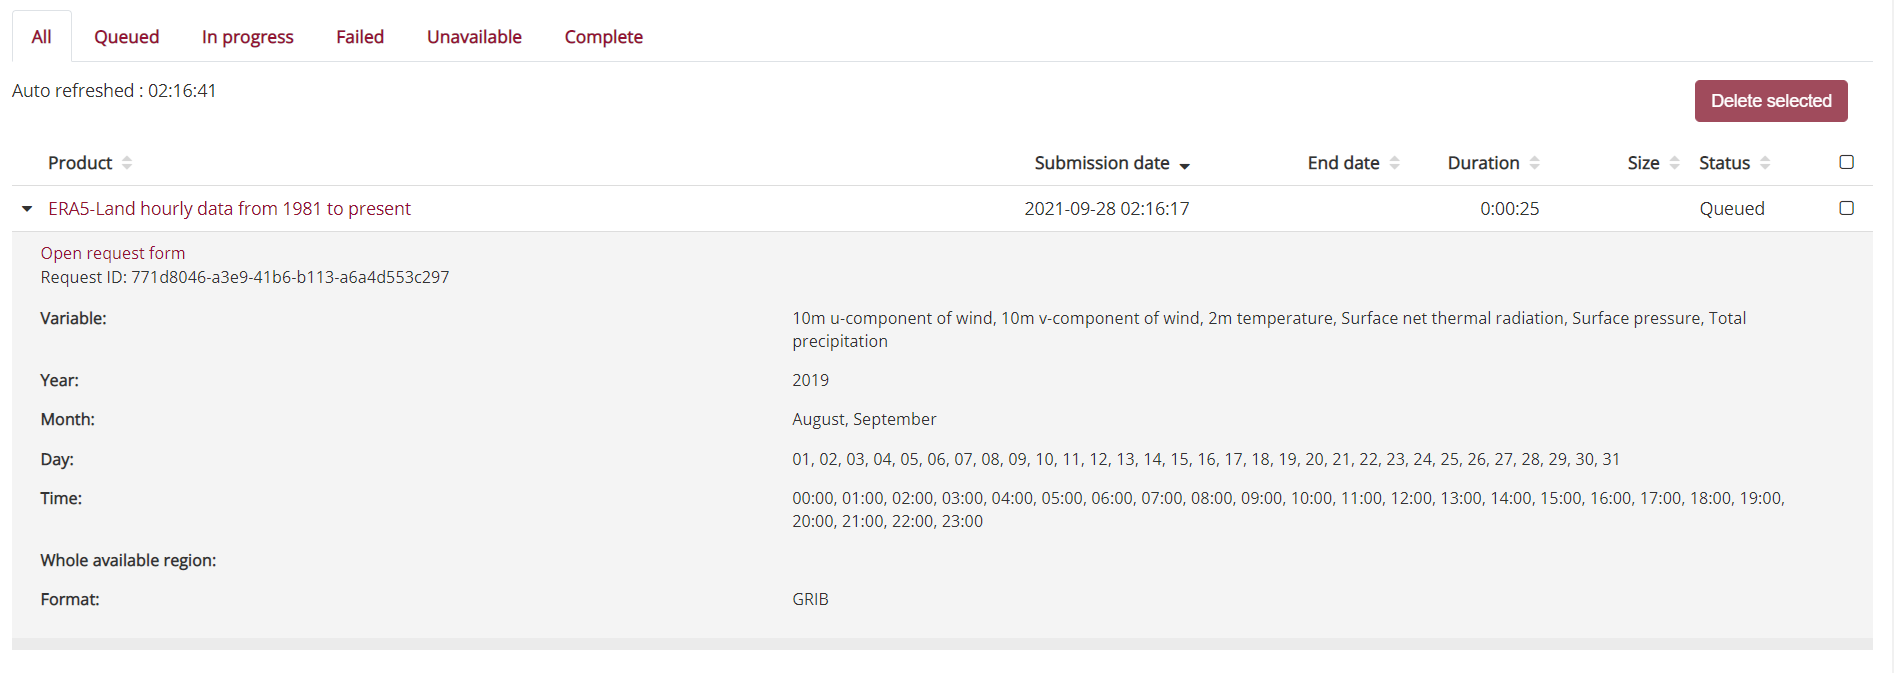 All Queued In progress Failed Unavailable Complete
Auto refreshed : 02:16:41
Delete selected
Product Submission date End date Duration Size Status
ERA5-Land hourly data from 1981 to present 2021-09-28 02:16:17 0:00:25 Queued
Open request form
Request ID: 771d8046-a3e9-41b6-b113-a6a4d553c297
Variable: 10m u-component of wind, 10m v-component of wind, 2m temperature, Surface net thermal radiation, Surface pressure, Total
precipitation
Year: 2019
Month: August, September
Day: 01, 02, 03, 04, 05, 06, 07, 08, 09, 10, 11, 12, 13, 14, 15, 16, 17, 18, 19, 20, 21, 22, 23, 24, 25, 26, 27, 28, 29, 30, 31
Time: 00:00, 01:00, 02:00, 03:00, 04:00, 05:00, 06:00, 07:00, 08:00, 09:00, 10:00, 11:00, 12:00, 13:00, 14:00, 15:00, 16:00, 17:00, 18:00, 19:00,
20:00, 21:00, 22:00, 23:00
Whole available region:
Format: GRIB